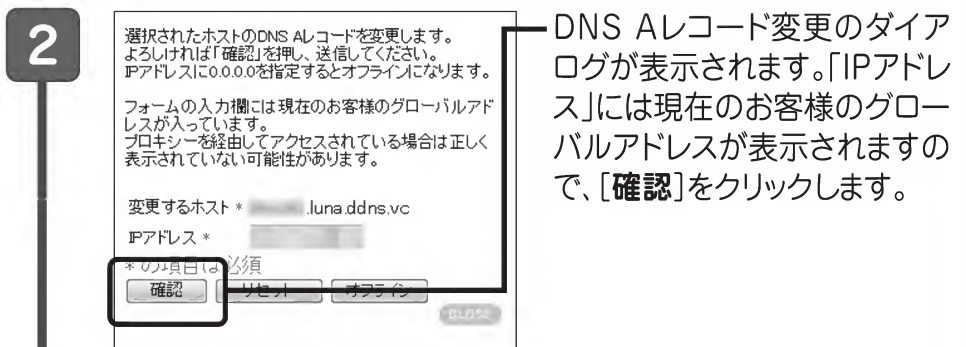 2
選択されたホストのDNS Aレコードを変更します。
よろしければ「確認」を押し、送信してください。
IPアドレスに0.0.0.0を指定するとオフラインになります。
フォームの入力欄には現在のお客様のグローバルアド
レスが入っています。
プロキシーを経由してアクセスされている場合は正しく
表示されていない可能性があります。
変更するホスト * .luna.ddns.vc
IPアドレス *
* の項目は必須
確認 リセット オフライン
CLOSE
DNS Aレコード変更のダイア
ログが表示されます。「IPアドレ
ス」には現在のお客様のグロー
バルアドレスが表示されますの
で、[確認]をクリックします。